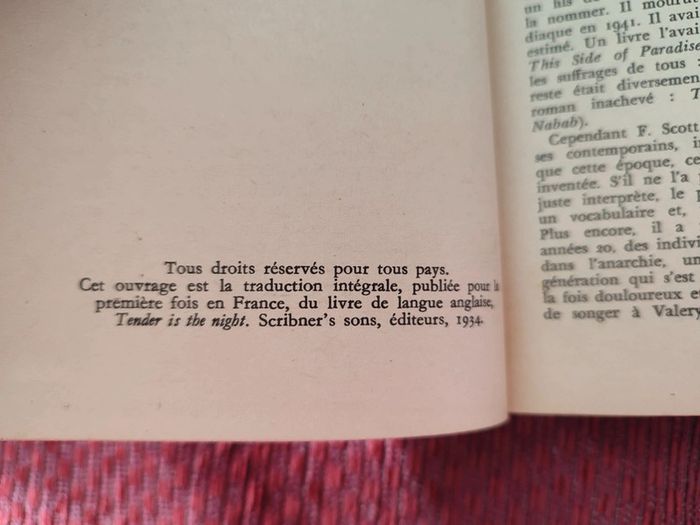 Tous droits réservés pour tous pays.
Cet ouvrage est la traduction intégrale, publiée pour la
première fois en France, du livre de langue anglaise,
Tender is the night. Scribner's sons, éditeurs, 1934.
un
la nommer. Il mourut
diaque en 1941. Il avai
estimé. Un livre l'avai
This Side of Paradise
les suffrages de tous :
reste était diversemen
roman inachevé : T
Nabab).
Cependant F. Scott
ses contemporains, i
que cette époque, ce
inventée. S'il ne l'a p
juste interprète, le p
un vocabulaire et,
Plus encore, il a
années 20, des indivi
dans l'anarchie, un
génération qui s'est
la fois douloureux e
de songer à Valery